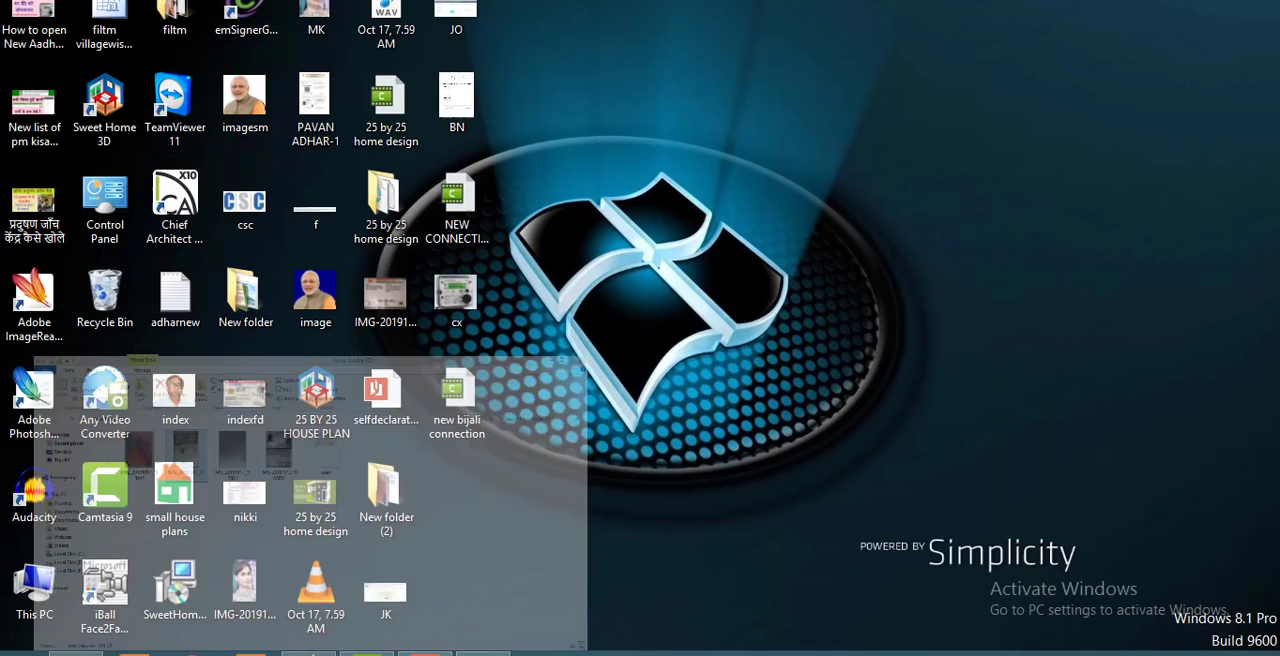 How to open
New Aadh...
filtm
villagewis...
filtm
emSignerG...
MK
WAV
Oct 17, 7.59
AM
JO
New list of
pm kisa...
Sweet Home
3D
TeamViewer
11
imagesm
PAVAN
ADHAR-1
25 by 25
home design
BN
प्रदुषण जाँच
केंद्र कैसे खोले
Control
Panel
X10
CA
Chief
Architect ...
CSC
csc
f
25 by 25
home design
NEW
CONNECTI...
Adobe
ImageRea...
Recycle Bin
adharnew
New folder
image
IMG-20191...
cx
Adobe
Photosh...
Any Video
Converter
index
indexfd
25 BY 25
HOUSE PLAN
selfdeclarat...
new bijali
connection
Audacity
Camtasia 9
small house
plans
nikki
25 by 25
home design
New folder
(2)
This PC
Microsoft
iBall
Face2Fa...
SweetHom...
IMG-20191...
Oct 17, 7.59
AM
JK
POWERED BY Simplicity
Activate Windows
Go to PC settings to activate Windows.
Windows 8.1 Pro
Build 9600